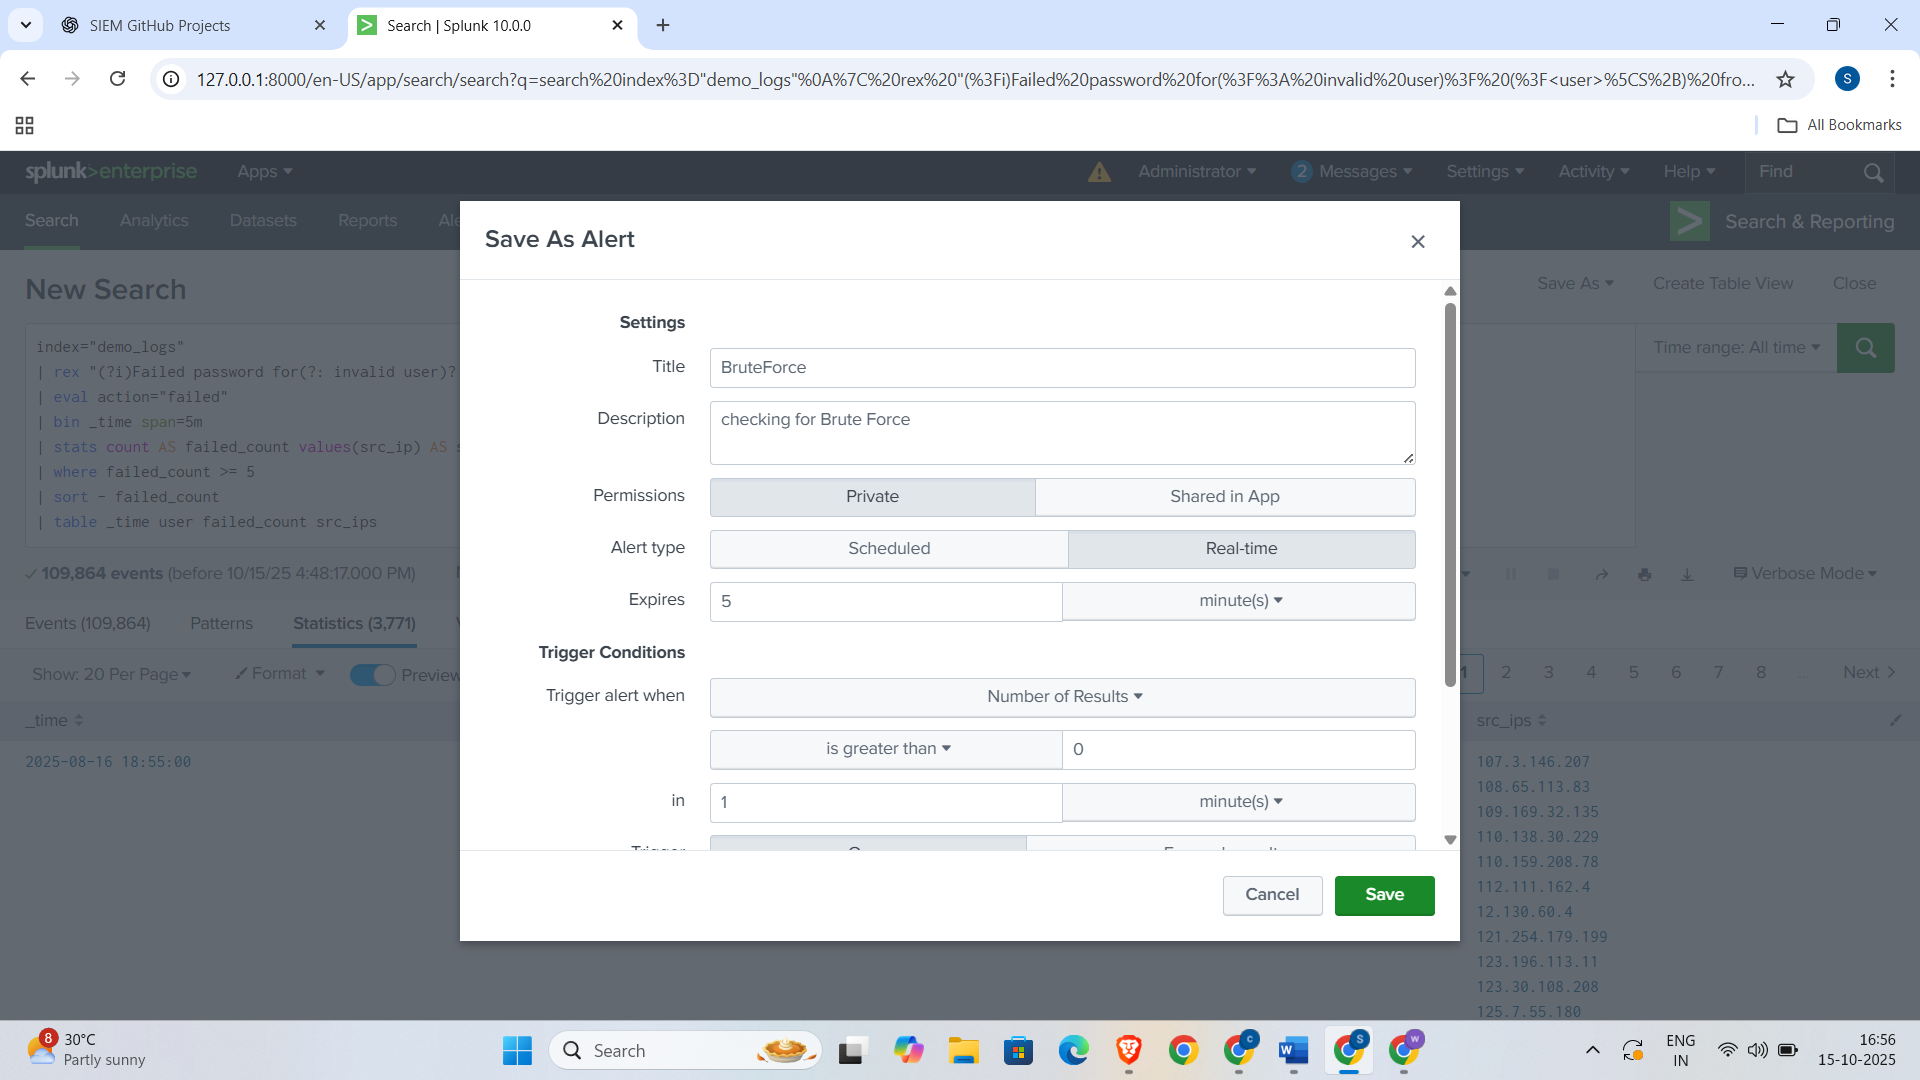 SIEM GitHub Projects
Search | Splunk 10.0.0
127.0.0.1:8000/en-US/app/search/search?q=search%20index%3D"demo_logs"%0A%7C%20rex%20"(%3Fi)Failed%20password%20for(%3F%3A%20invalid%20user)%3F%20(%3F<user>%5CS%2B)%20fro...
S
All Bookmarks
splunk>enterprise
Apps
Administrator
2 Messages
Settings
Activity
Help
Find
Search
Analytics
Datasets
Reports
Search & Reporting
New Search
Save As
Create Table View
Close
index="demo_logs"
| rex "(?i)Failed password for(?: invalid user)?
| eval action="failed"
| bin _time span=5m
| stats count AS failed_count values(src_ip) AS
| where failed_count >= 5
| sort - failed_count
| table _time user failed_count src_ips
Time range: All time
109,864 events (before 10/15/25 4:48:17.000 PM)
Verbose Mode
Events (109,864)
Patterns
Statistics (3,771)
Show: 20 Per Page
Format
Preview
1 2 3 4 5 6 7 8 ... Next
_time
src_ips
2025-08-16 18:55:00
107.3.146.207
108.65.113.83
109.169.32.135
110.138.30.229
110.159.208.78
112.111.162.4
12.130.60.4
121.254.179.199
123.196.113.11
123.30.108.208
125.7.55.180
Save As Alert
Settings
Title
BruteForce
Description
checking for Brute Force
Permissions
Private
Shared in App
Alert type
Scheduled
Real-time
Expires
5
minute(s)
Trigger Conditions
Trigger alert when
Number of Results
is greater than
0
in
1
minute(s)
Trigger
Cancel
Save
8
30°C
Partly sunny
Search
ENG
IN
16:56
15-10-2025